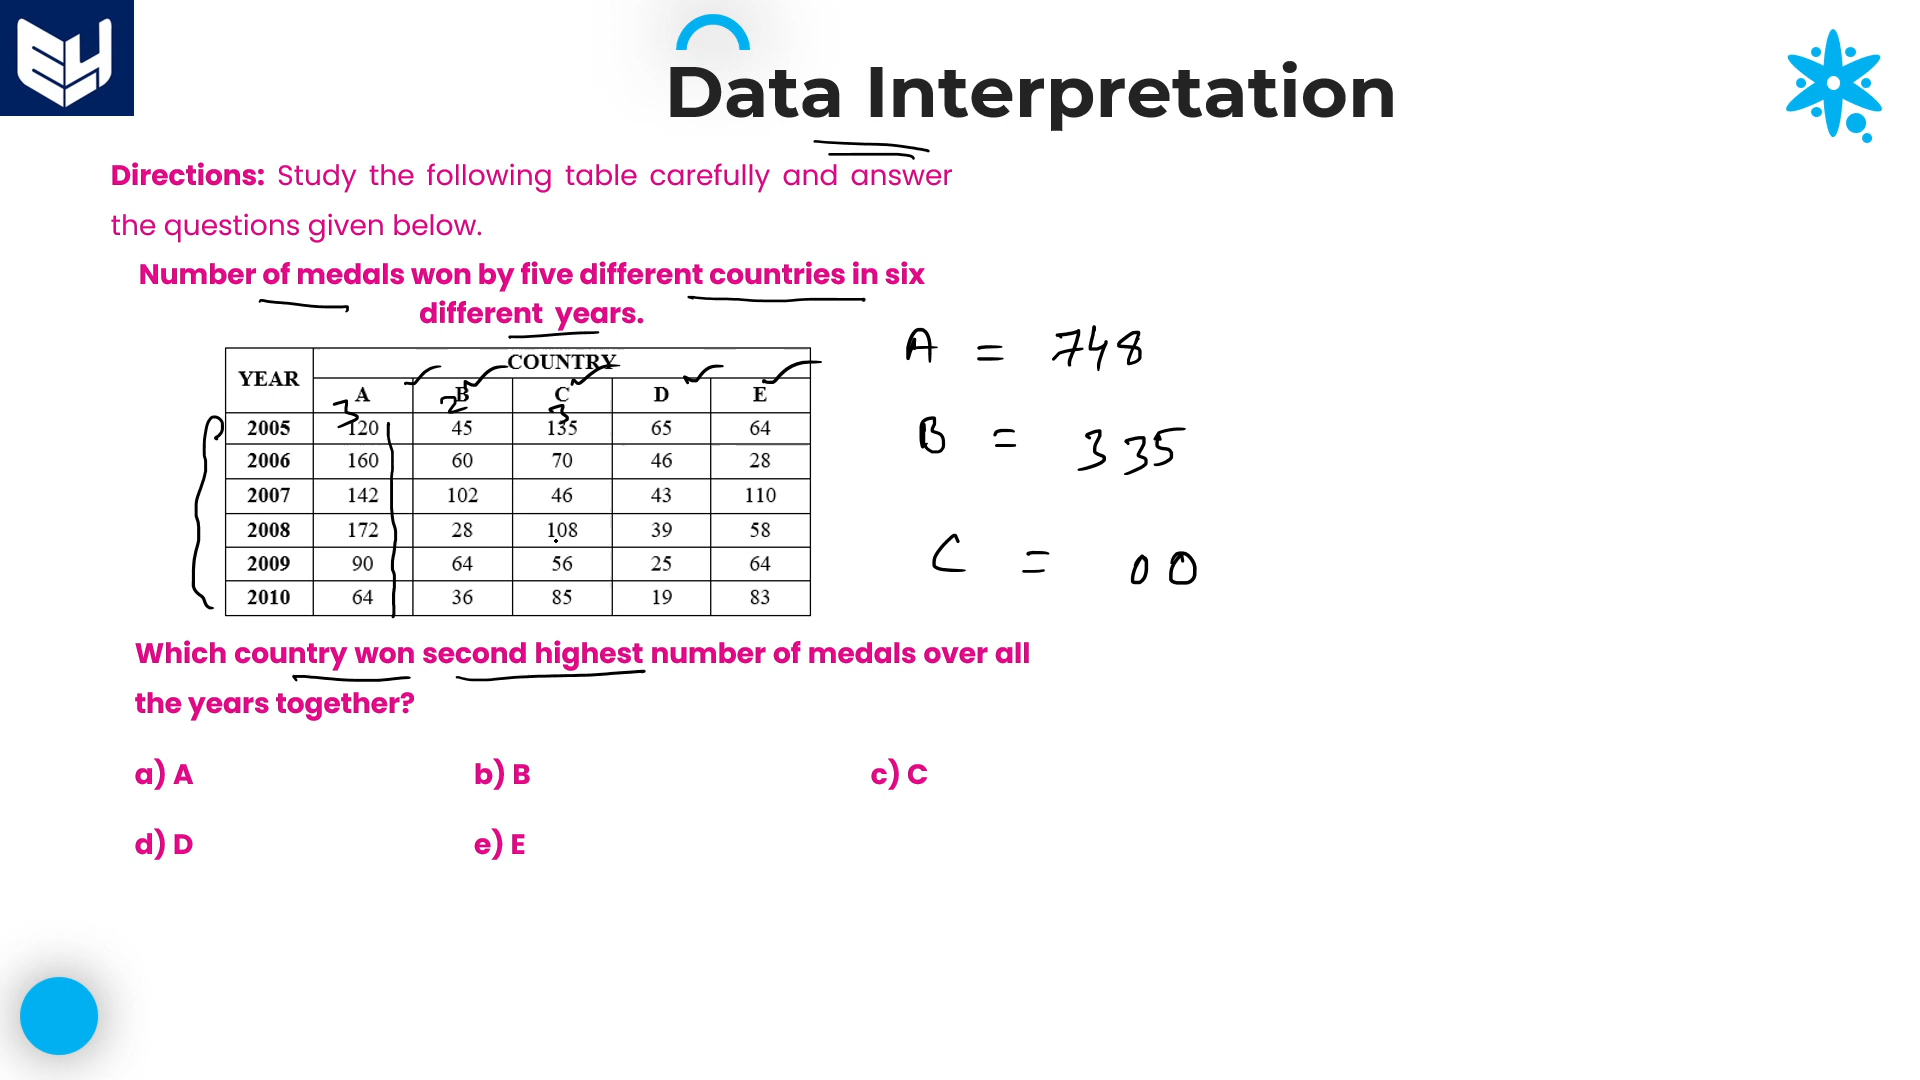 EY
Data Interpretation
Directions: Study the following table carefully and answer
the questions given below.
Number of medals won by five different countries in six
different years.
YEAR COUNTRY
A B C D E
3 2 3
2005 120 45 135 65 64
2006 160 60 70 46 28
2007 142 102 46 43 110
2008 172 28 108 39 58
2009 90 64 56 25 64
2010 64 36 85 19 83
A = 748
B = 335
C = 00
Which country won second highest number of medals over all
the years together?
a) A b) B c) C
d) D e) E